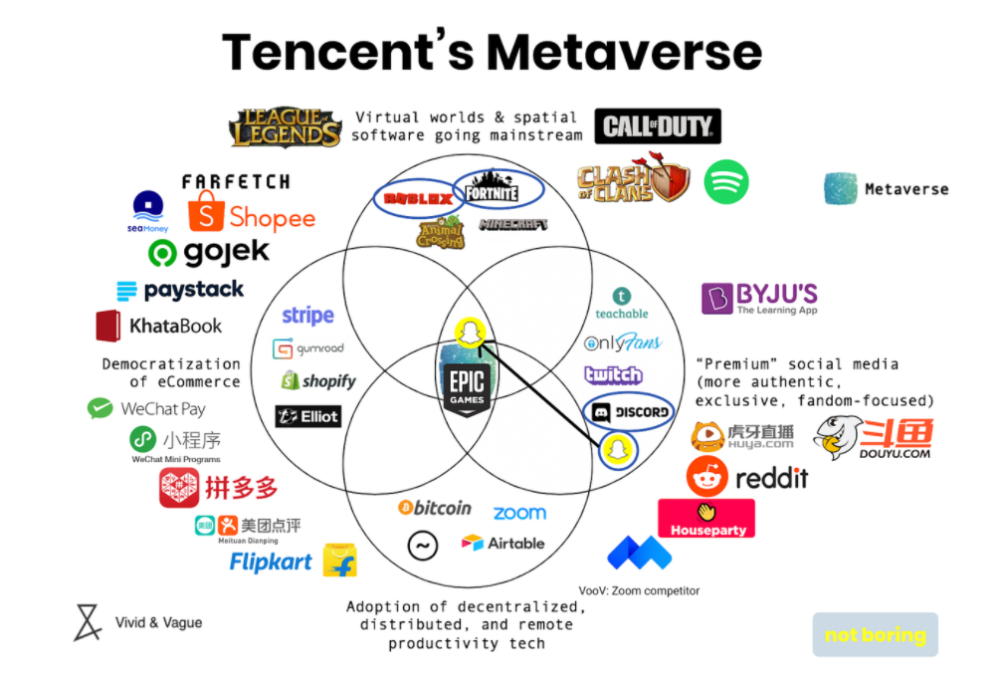 Tencent's Metaverse
LEAGUE OF
LEGENDS
Virtual worlds & spatial
software going mainstream
CALL OF DUTY
FARFETCH
seaMoney
Shopee
gojek
paystack
KhataBook
ROBLOX
FORTNITE
Animal
Crossing
MINECRAFT
CLASH
OF CLANS
Metaverse
stripe
gumroad
shopify
Elliot
EPIC
GAMES
teachable
OnlyFans
twitch
DISCORD
BYJU'S
The Learning App
Democratization
of eCommerce
"Premium" social media
(more authentic,
exclusive, fandom-focused)
WeChat Pay
小程序
WeChat Mini Programs
拼多多
美团
美团点评
Meituan Dianping
Flipkart
虎牙直播
HUYA.COM
斗鱼
DOUYU.COM
reddit
Houseparty
bitcoin
zoom
~
Airtable
VooV: Zoom competitor
Adoption of decentralized,
distributed, and remote
productivity tech
Vivid & Vague
not boring